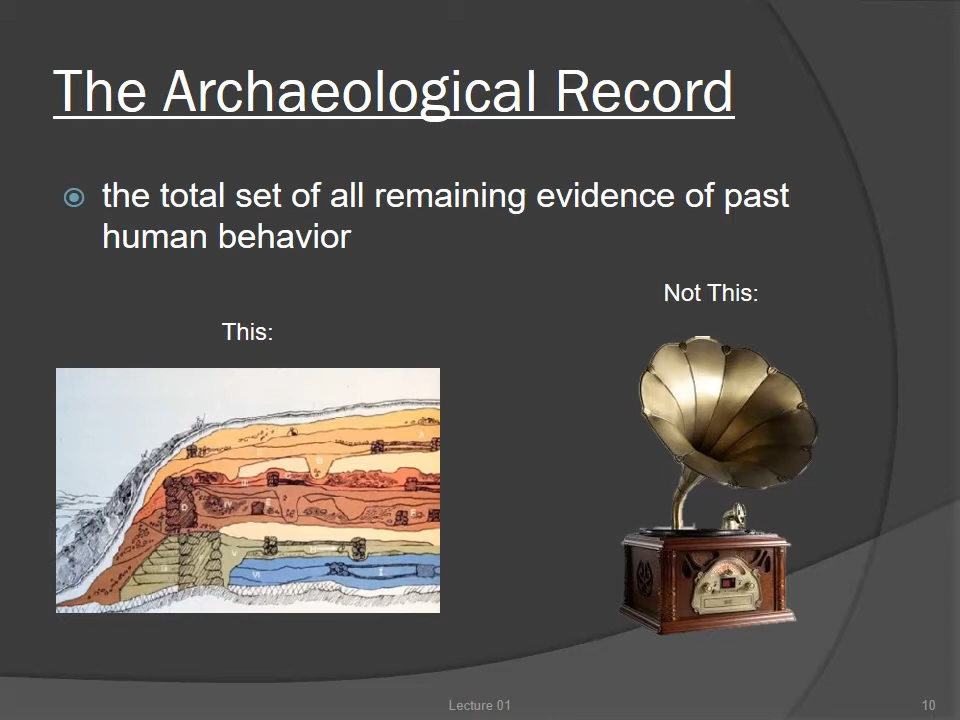 The Archaeological Record
the total set of all remaining evidence of past
human behavior
Not This:
This:
Lecture 01
10